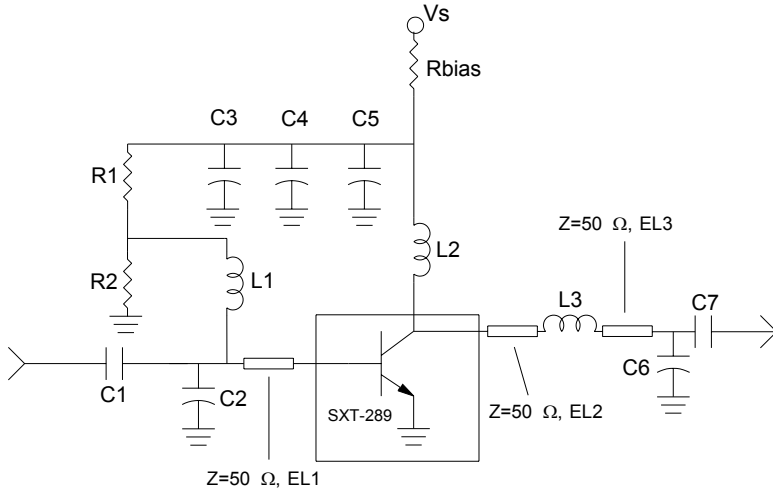 Vs
Rbias
C3
C4
C5
R1
R2
L1
L2
Z=50 Ω, EL3
L3
C7
C1
C2
C6
SXT-289
Z=50 Ω, EL2
Z=50 Ω, EL1